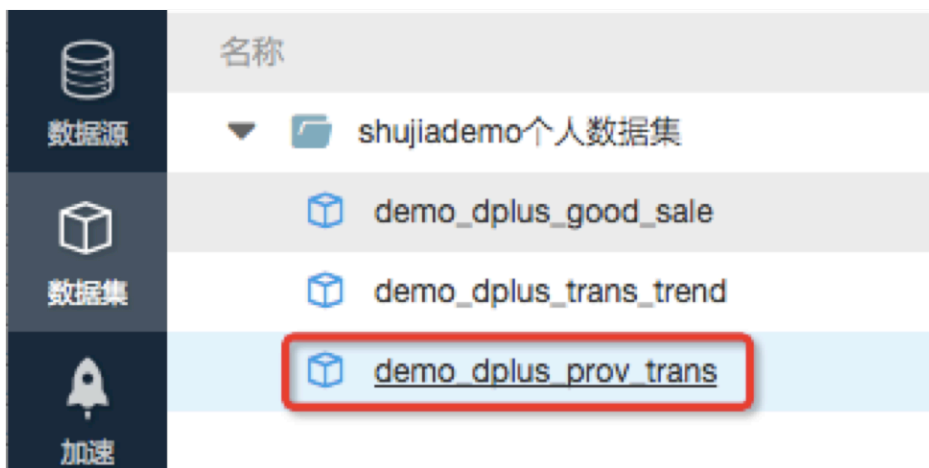 名称
数据源
shujiademo个人数据集
demo_dplus_good_sale
数据集
demo_dplus_trans_trend
demo_dplus_prov_trans
加速